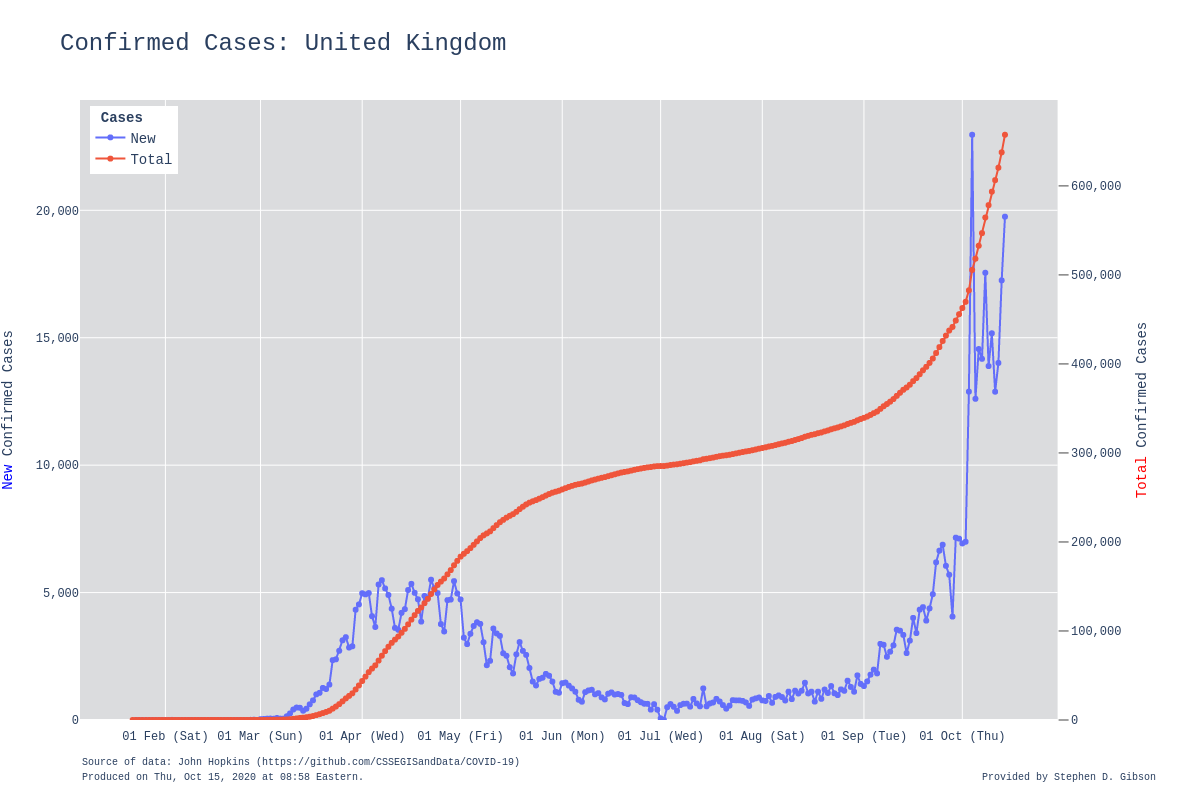 Confirmed Cases: United Kingdom
Cases
New
Total
20,000
15,000
10,000
5,000
0
New Confirmed Cases
600,000
500,000
400,000
300,000
200,000
100,000
0
Total Confirmed Cases
01 Feb (Sat) 01 Mar (Sun) 01 Apr (Wed) 01 May (Fri) 01 Jun (Mon) 01 Jul (Wed) 01 Aug (Sat) 01 Sep (Tue) 01 Oct (Thu)
Source of data: John Hopkins (https://github.com/CSSEGISandData/COVID-19)
Produced on Thu, Oct 15, 2020 at 08:58 Eastern.
Provided by Stephen D. Gibson